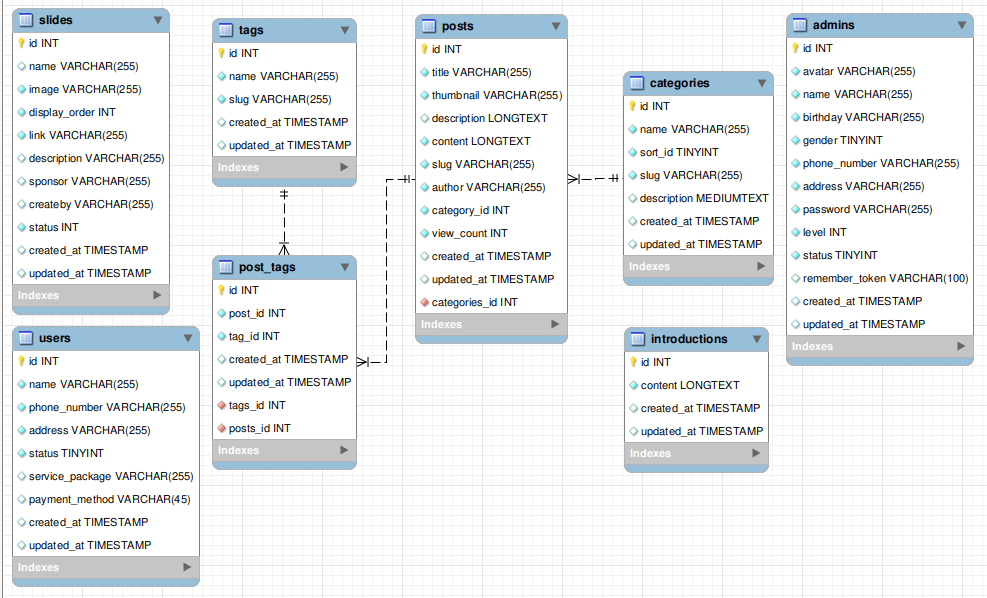 slides
id INT
name VARCHAR(255)
image VARCHAR(255)
display_order INT
link VARCHAR(255)
description VARCHAR(255)
sponsor VARCHAR(255)
createby VARCHAR(255)
status INT
created_at TIMESTAMP
updated_at TIMESTAMP
Indexes
users
id INT
name VARCHAR(255)
phone_number VARCHAR(255)
address VARCHAR(255)
status TINYINT
service_package VARCHAR(255)
payment_method VARCHAR(45)
created_at TIMESTAMP
updated_at TIMESTAMP
Indexes
tags
id INT
name VARCHAR(255)
slug VARCHAR(255)
created_at TIMESTAMP
updated_at TIMESTAMP
Indexes
post_tags
id INT
post_id INT
tag_id INT
created_at TIMESTAMP
updated_at TIMESTAMP
tags_id INT
posts_id INT
Indexes
posts
id INT
title VARCHAR(255)
thumbnail VARCHAR(255)
description LONGTEXT
content LONGTEXT
slug VARCHAR(255)
author VARCHAR(255)
category_id INT
view_count INT
created_at TIMESTAMP
updated_at TIMESTAMP
categories_id INT
Indexes
categories
id INT
name VARCHAR(255)
sort_id TINYINT
slug VARCHAR(255)
description MEDIUMTEXT
created_at TIMESTAMP
updated_at TIMESTAMP
Indexes
introductions
id INT
content LONGTEXT
created_at TIMESTAMP
updated_at TIMESTAMP
Indexes
admins
id INT
avatar VARCHAR(255)
name VARCHAR(255)
birthday VARCHAR(255)
gender TINYINT
phone_number VARCHAR(255)
address VARCHAR(255)
password VARCHAR(255)
level INT
status TINYINT
remember_token VARCHAR(100)
created_at TIMESTAMP
updated_at TIMESTAMP
Indexes